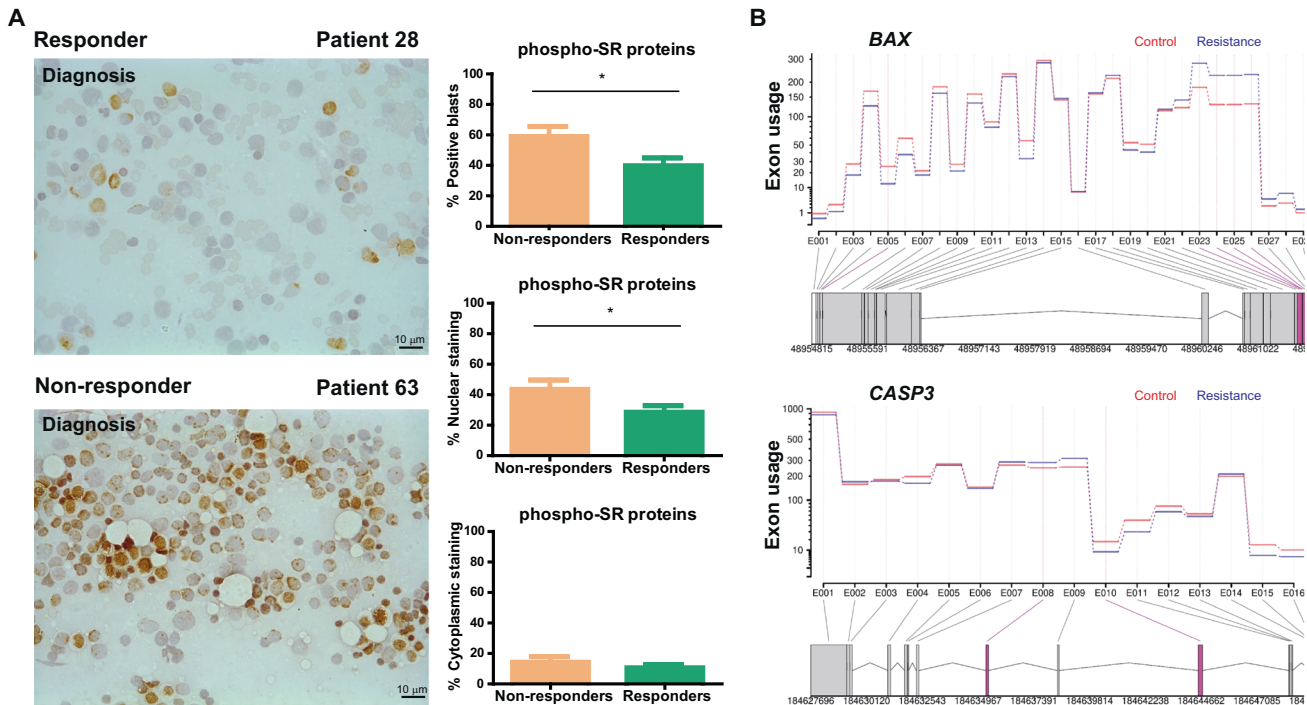 A
Responder Patient 28
Diagnosis
10 µm
Non-responder Patient 63
Diagnosis
10 µm
phospho-SR proteins
*
% Positive blasts
100
80
60
40
20
0
Non-responders Responders
phospho-SR proteins
*
% Nuclear staining
100
80
60
40
20
0
Non-responders Responders
phospho-SR proteins
% Cytoplasmic staining
100
80
60
40
20
0
Non-responders Responders
B
BAX Control Resistance
Exon usage
300
150
100
50
30
20
10
1
E001 E003 E005 E007 E009 E011 E013 E015 E017 E019 E021 E023 E025 E027
48954815 48955591 48956367 48957143 48957919 48958694 48959470 48960246 48961022
CASP3 Control Resistance
Exon usage
1000
500
300
100
10
E001 E002 E003 E004 E005 E006 E007 E008 E009 E010 E011 E012 E013 E014 E015 E016
184627696 184630120 184632543 184634967 184637391 184639814 184642238 184644662 184647085